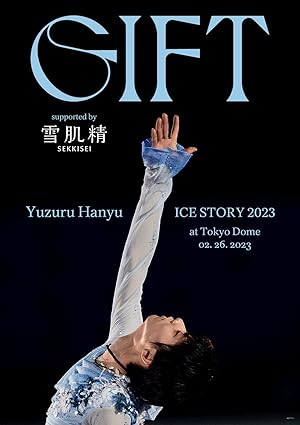 GIFT
supported by
雪肌精
SEKKISEI
Yuzuru Hanyu
ICE STORY 2023
at Tokyo Dome
02. 26. 2023